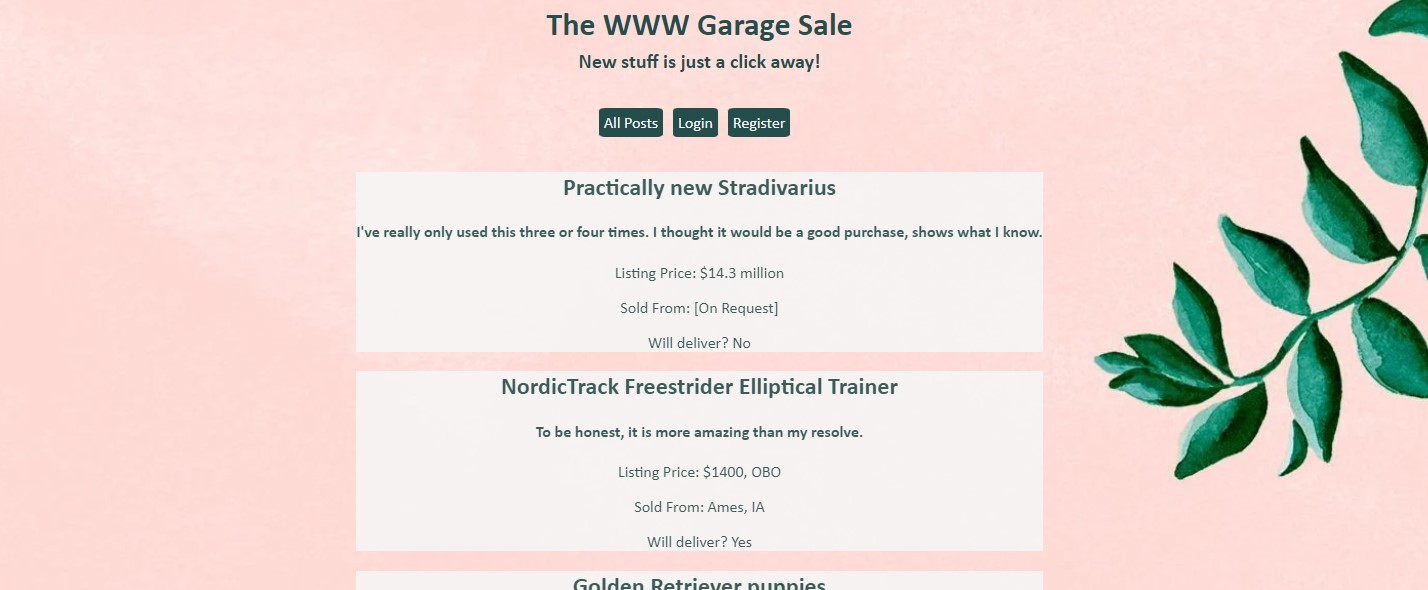 The WWW Garage Sale
New stuff is just a click away!
All Posts Login Register
Practically new Stradivarius
I've really only used this three or four times. I thought it would be a good purchase, shows what I know.
Listing Price: $14.3 million
Sold From: [On Request]
Will deliver? No
NordicTrack Freestrider Elliptical Trainer
To be honest, it is more amazing than my resolve.
Listing Price: $1400, OBO
Sold From: Ames, IA
Will deliver? Yes
Golden Retriever puppies